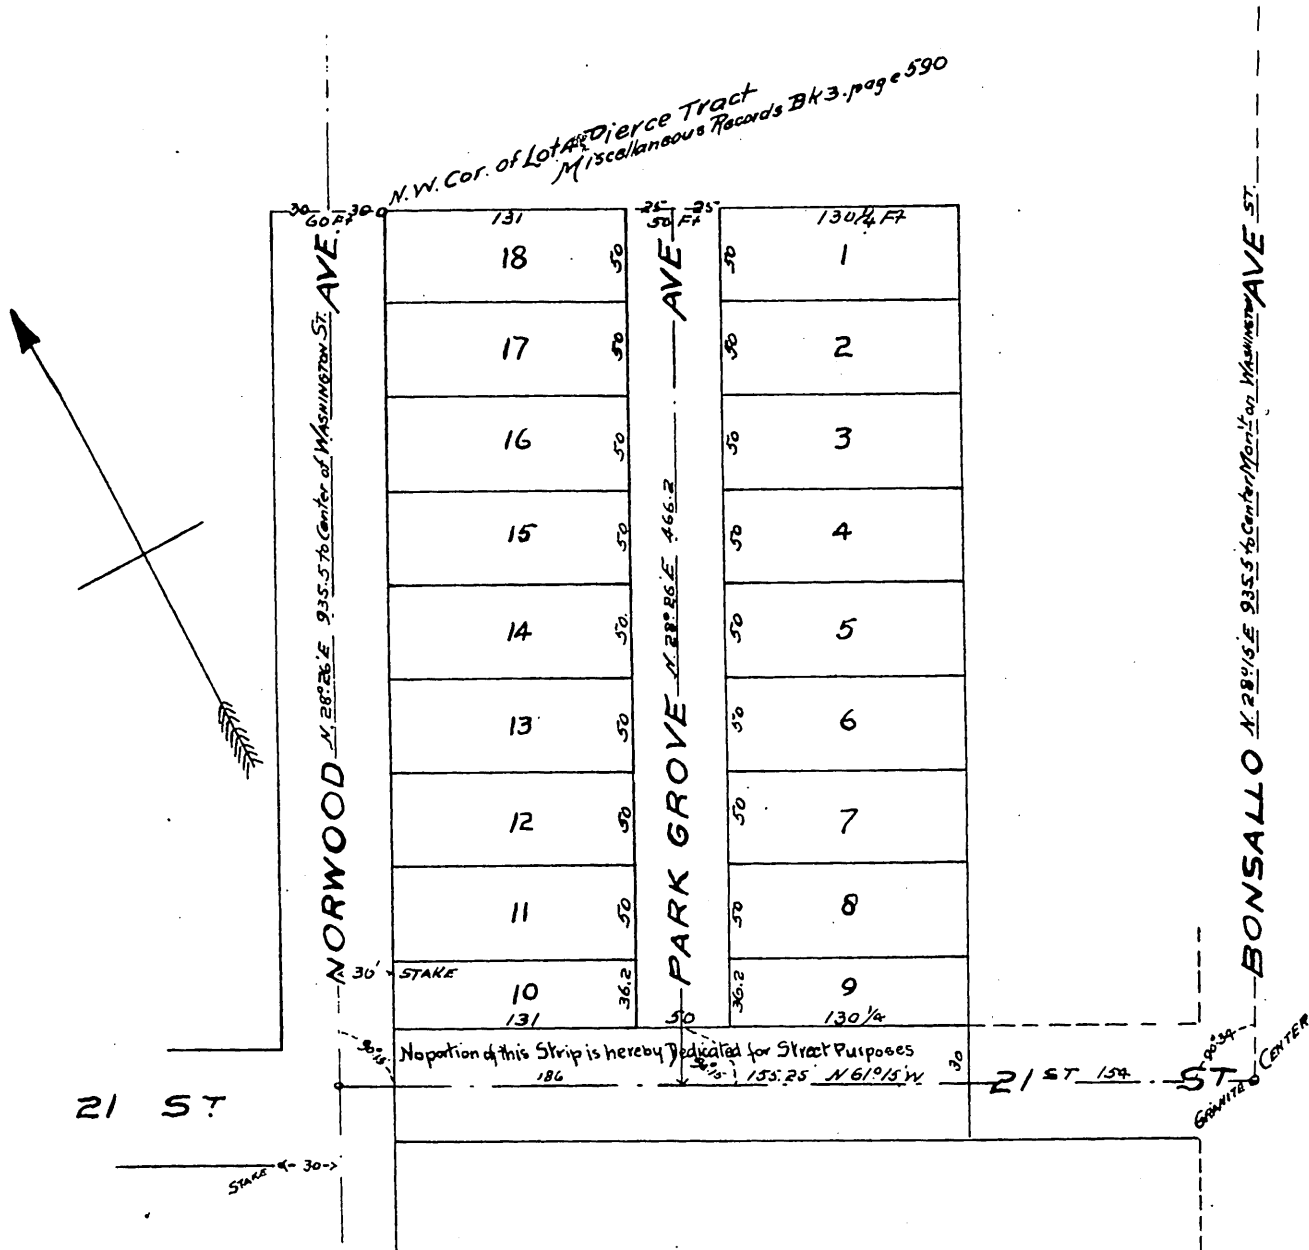 N.W. Cor. of Lot A Pierce Tract
Miscellaneous Records Bk 3. page 590
30 30
60 Ft
131
25 25
50 Ft
130 1/4 Ft
18 50
50 1
17 50
50 2
16 50
50 3
15 50
50 4
14 50.
50 5
13 50
50 6
12 50
50 7
11 50
50 8
10 36.2
36.2 9
131
50
130 1/4
NORWOOD N. 28° 26' E 935.5 to Center of WASHINGTON ST. AVE.
PARK GROVE N. 28° 26' E 466.2 AVE
BONSALLO N. 28° 15' E 935.5 to Center Mon't on WASHINGTON ST. AVE
30' STAKE
No portion of this Strip is hereby Dedicated for Street Purposes
30
186
155.25 N 61° 15' W
21 ST 154 ST
90° 34'
GRANITE CENTER
21 ST
STAKE 30